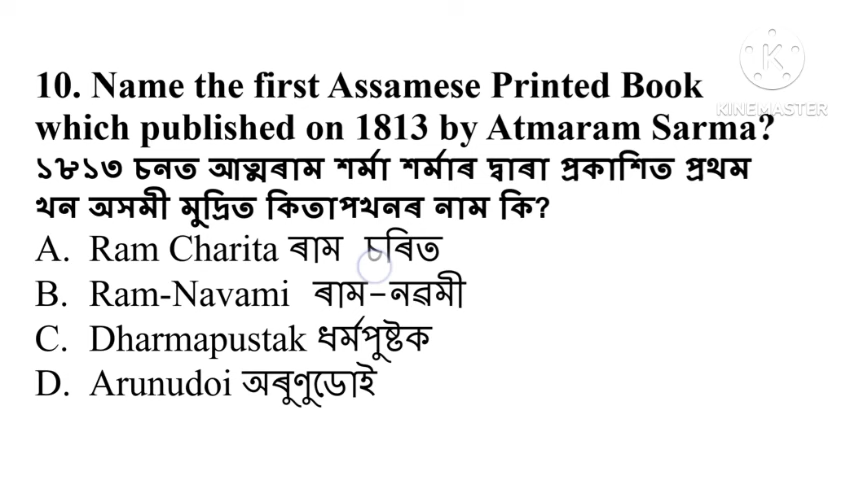 10. Name the first Assamese Printed Book
which published on 1813 by Atmaram Sarma?
১৮১৩ চনত আত্মৰাম শৰ্মা শৰ্মাৰ দ্বাৰা প্ৰকাশিত প্ৰথম
খন অসমী মুদ্ৰিত কিতাপখনৰ নাম কি?
A. Ram Charita ৰাম চৰিত
B. Ram-Navami ৰাম-নৱমী
C. Dharmapustak ধৰ্মপুষ্টক
D. Arunudoi অৰুণুডোই
K
KINEMASTER